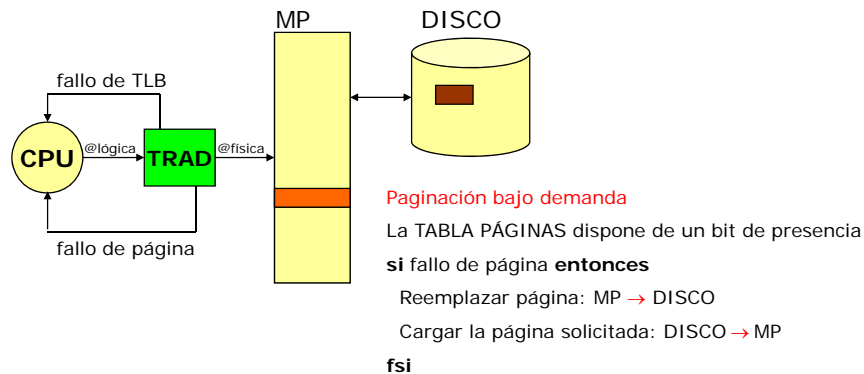 MP
DISCO
fallo de TLB
CPU
@lógica
TRAD
@física
fallo de página
Paginación bajo demanda
La TABLA PÁGINAS dispone de un bit de presencia
si fallo de página entonces
Reemplazar página: MP → DISCO
Cargar la página solicitada: DISCO → MP
fsi